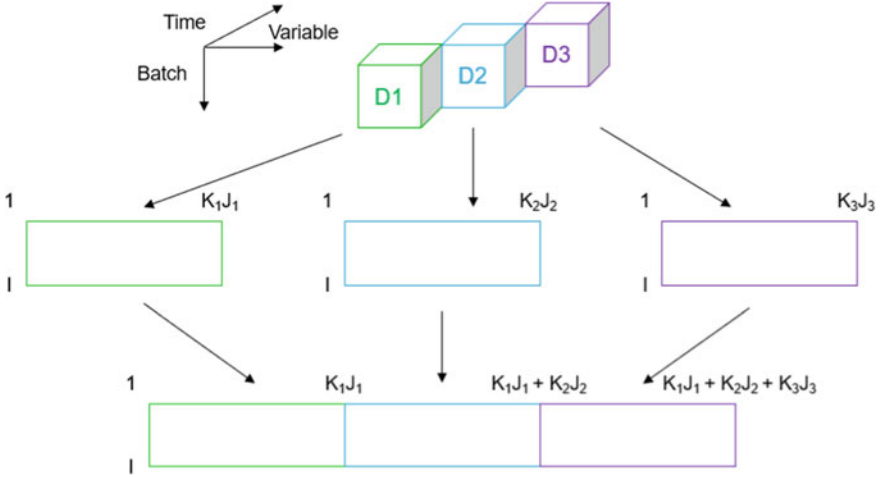 Time
Variable
Batch
D1
D2
D3
1
K₁J₁
1
K₂J₂
1
K₃J₃
I
I
I
1
K₁J₁
K₁J₁ + K₂J₂
K₁J₁ + K₂J₂ + K₃J₃
I